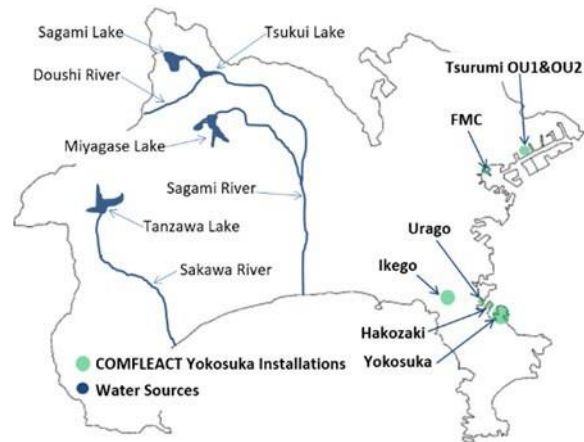 Sagami Lake
Tsukui Lake
Doushi River
Tsurumi OU1&OU2
FMC
Miyagase Lake
Sagami River
Urago
Tanzawa Lake
Ikego
Sakawa River
Hakozaki
Yokosuka
COMFLEACT Yokosuka Installations
Water Sources